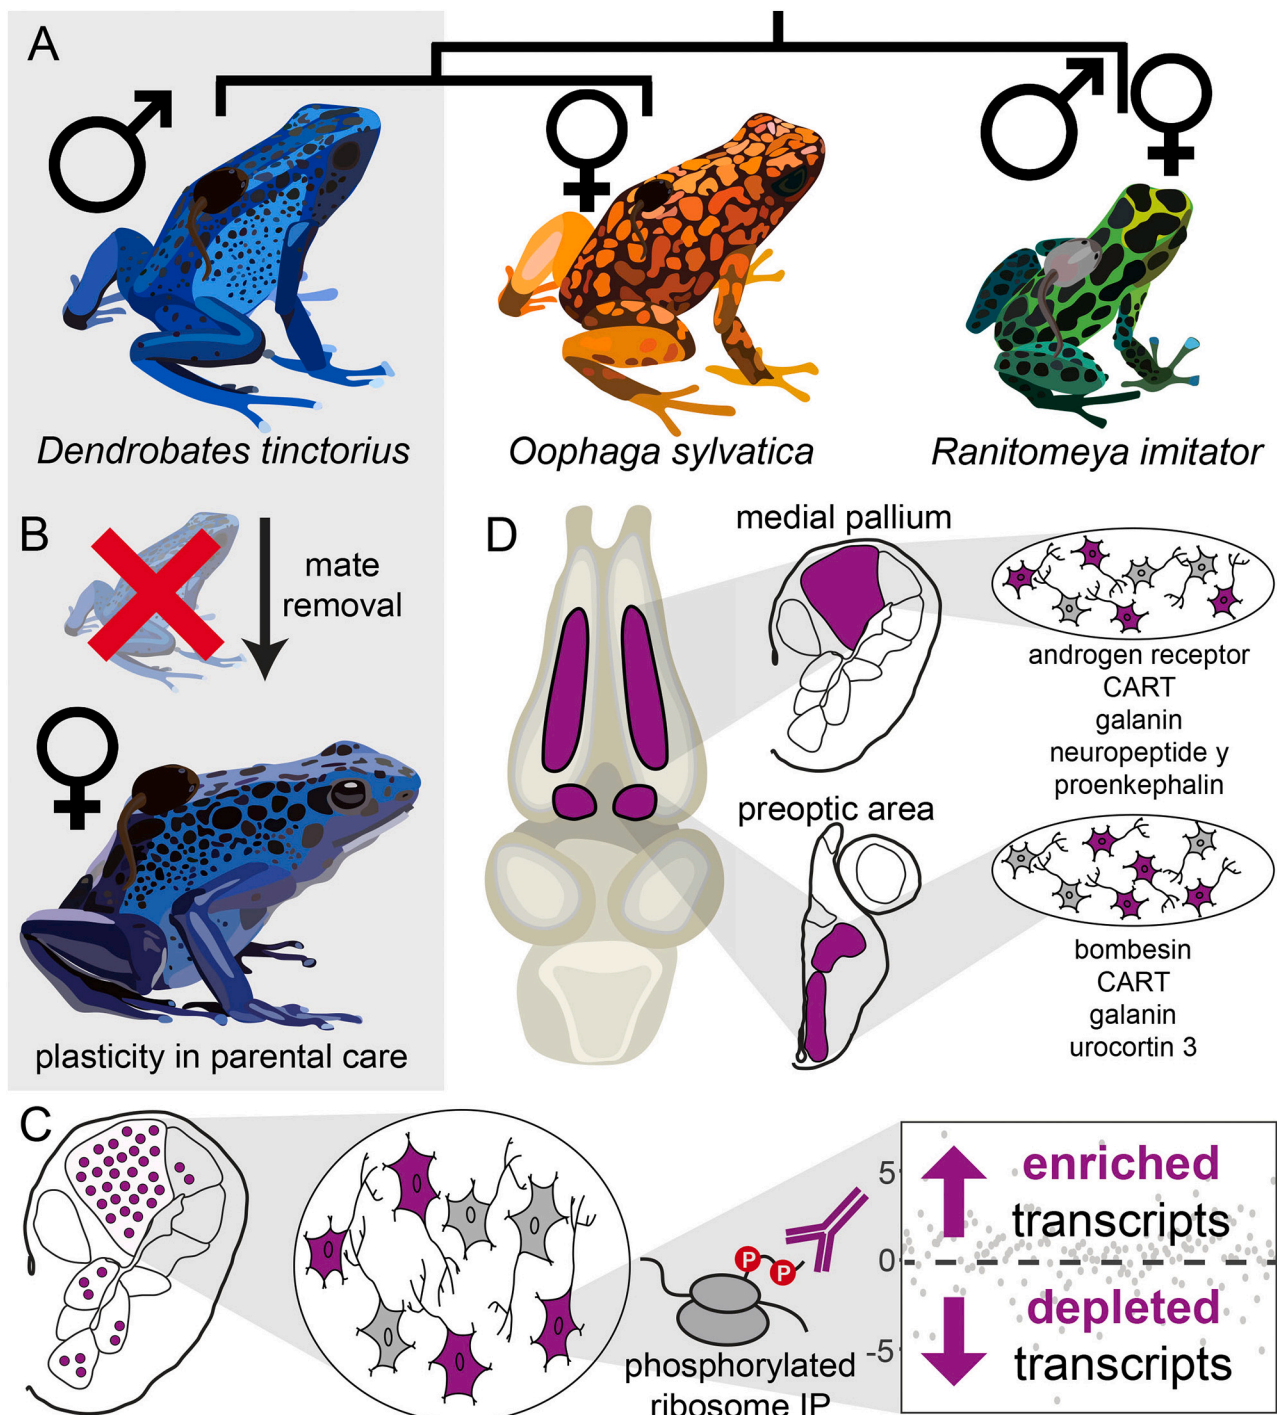 A
Dendrobates tinctorius
Oophaga sylvatica
Ranitomeya imitator
B
mate
removal
plasticity in parental care
D
medial pallium
androgen receptor
CART
galanin
neuropeptide y
proenkephalin
preoptic area
bombesin
CART
galanin
urocortin 3
C
P
P
phosphorylated
ribosome IP
5
0
-5
enriched
transcripts
depleted
transcripts